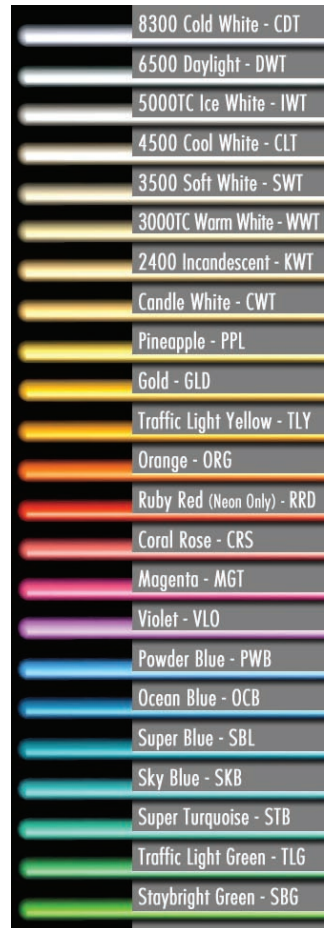 8300 Cold White - CDT
6500 Daylight - DWT
5000TC Ice White - IWT
4500 Cool White - CLT
3500 Soft White - SWT
3000TC Warm White - WWT
2400 Incandescent - KWT
Candle White - CWT
Pineapple - PPL
Gold - GLD
Traffic Light Yellow - TLY
Orange - ORG
Ruby Red (Neon Only) - RRD
Coral Rose - CRS
Magenta - MGT
Violet - VLO
Powder Blue - PWB
Ocean Blue - OCB
Super Blue - SBL
Sky Blue - SKB
Super Turquoise - STB
Traffic Light Green - TLG
Staybright Green - SBG